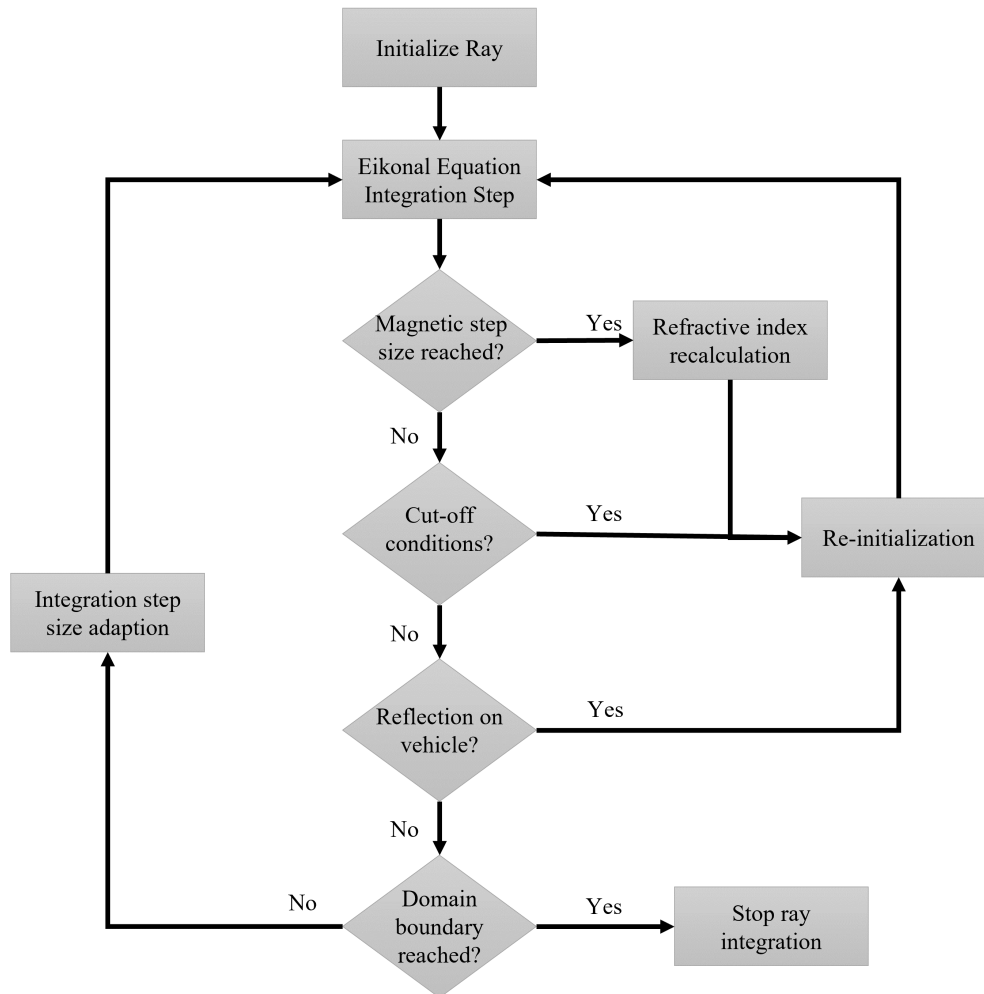 Initialize Ray
Eikonal Equation
Integration Step
Magnetic step
size reached?
Yes
Refractive index
recalculation
No
Cut-off
conditions?
Yes
Re-initialization
Integration step
size adaption
No
Reflection on
vehicle?
Yes
No
Domain
boundary
reached?
No
Yes
Stop ray
integration